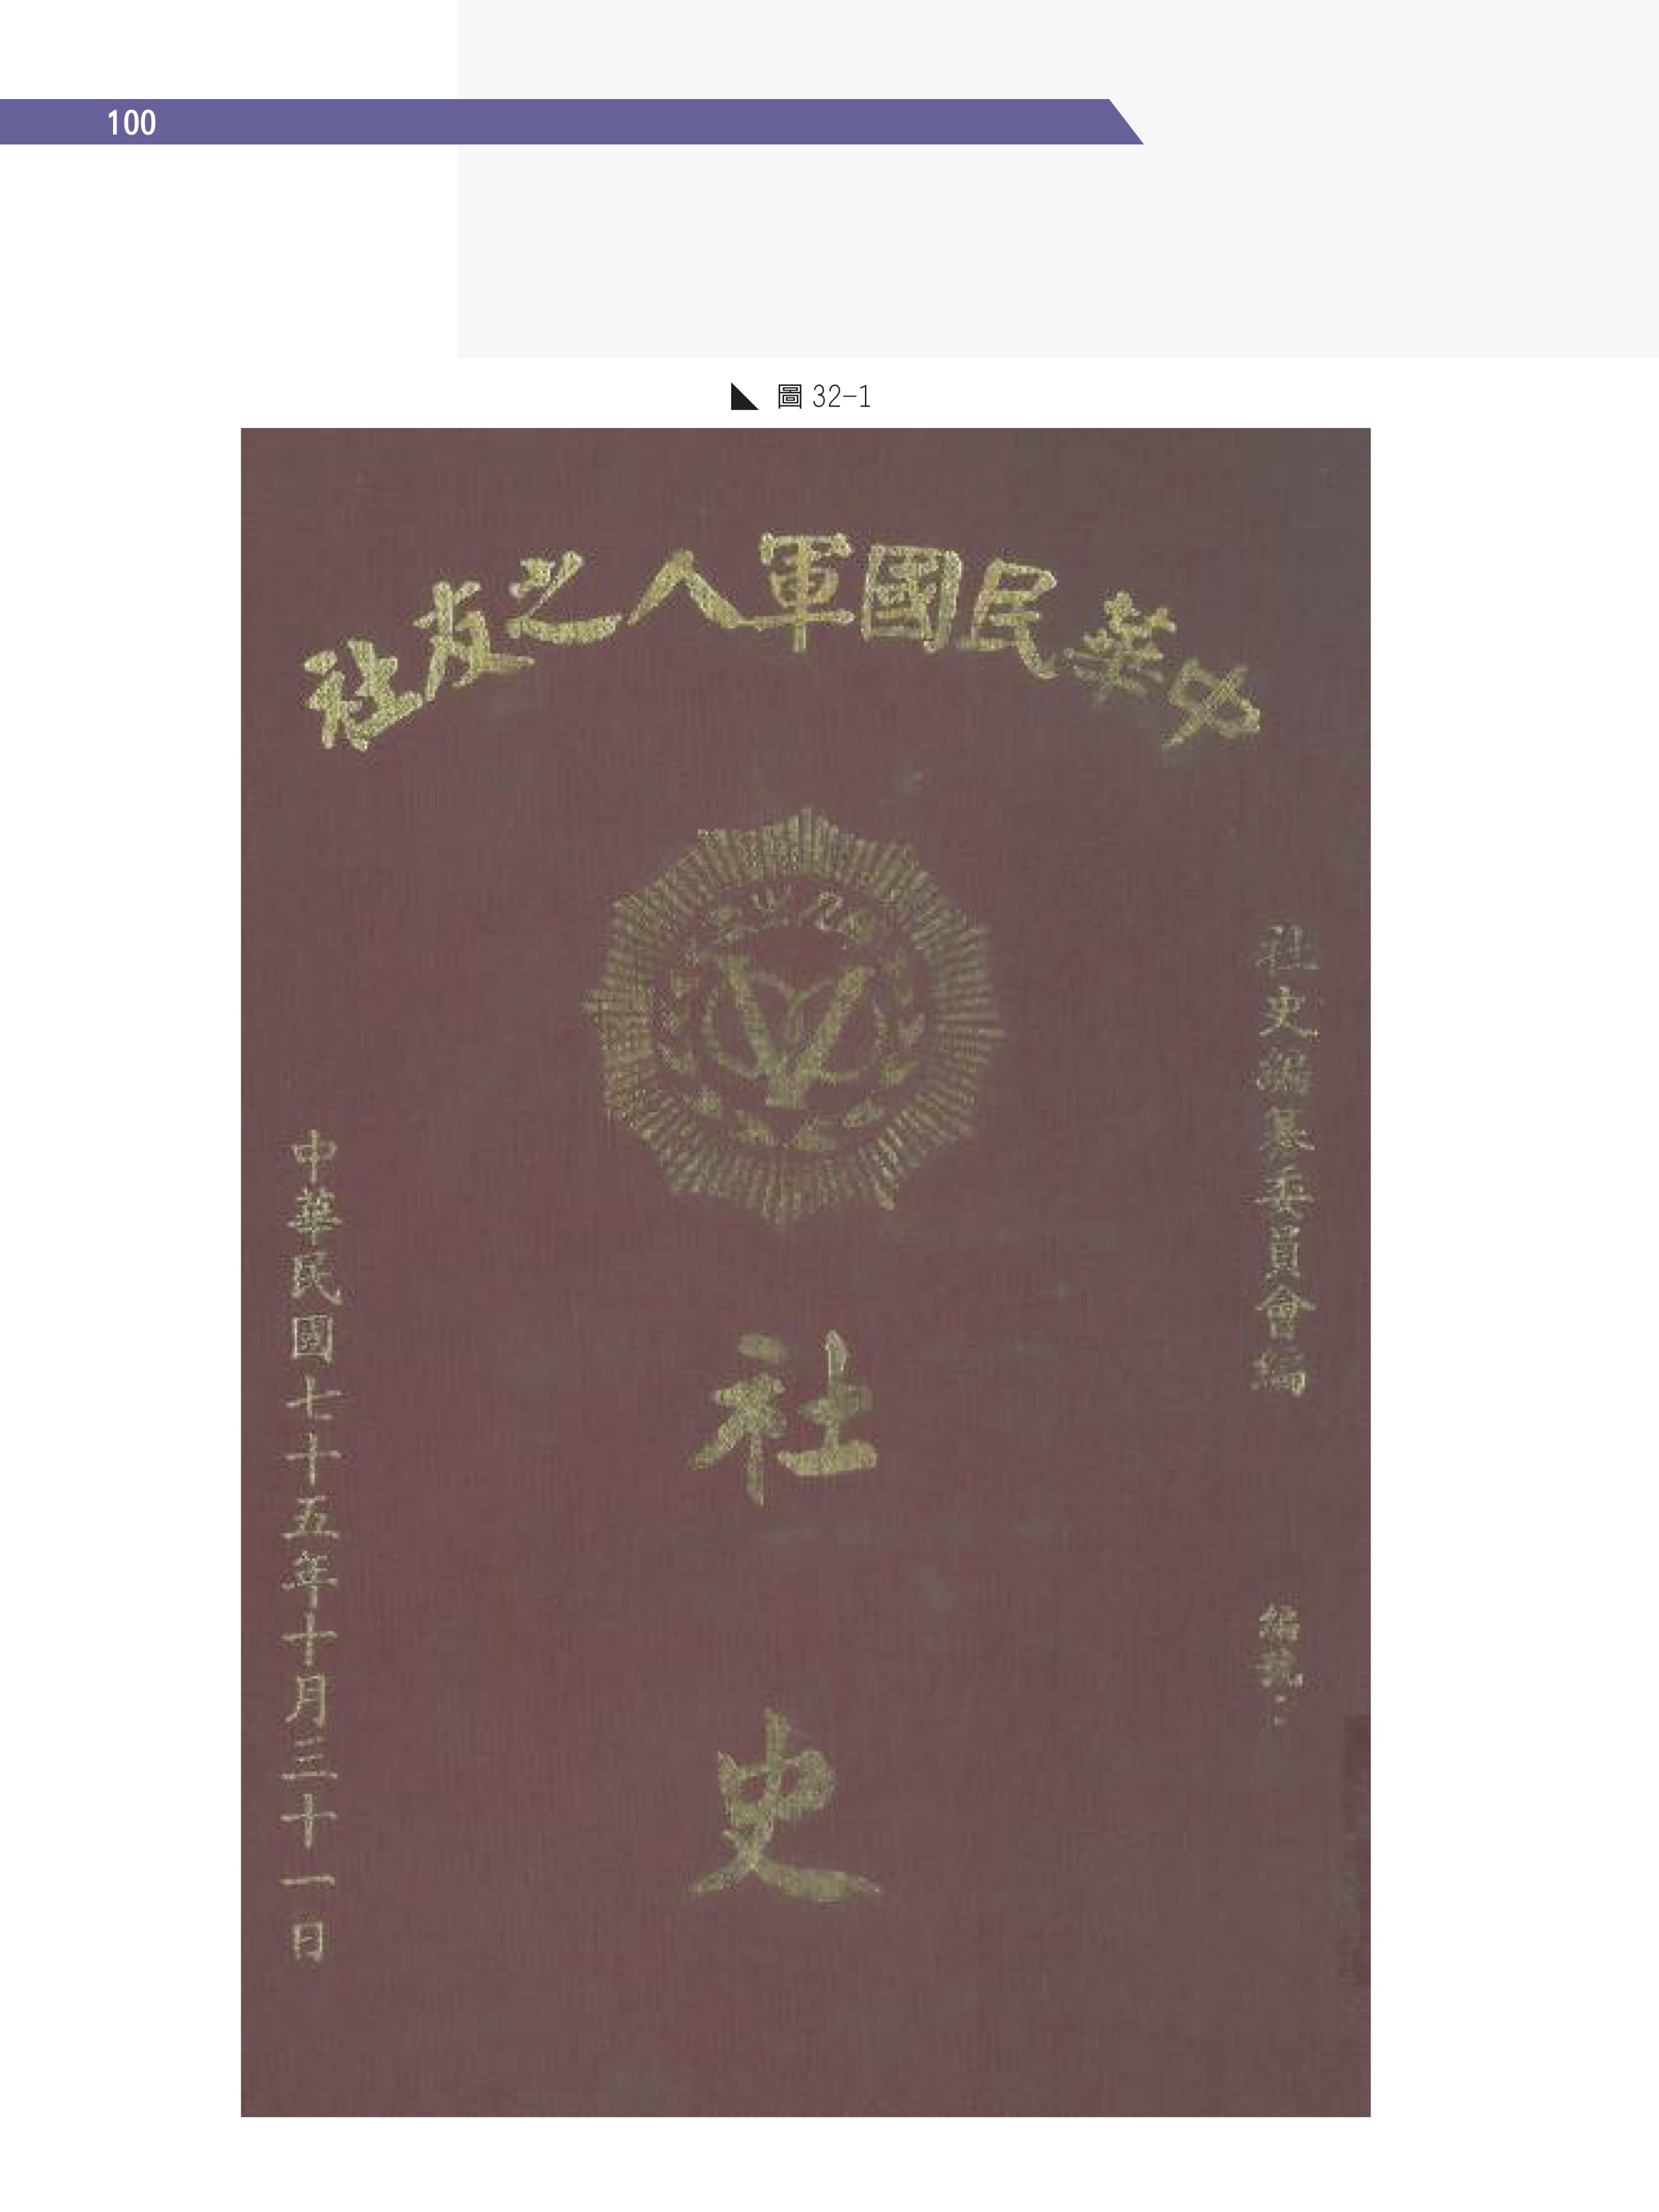 100
圖 32-1
中華民國軍人之友社
社史編纂委員會編
編號：
社史
中華民國七十五年十月三十一日